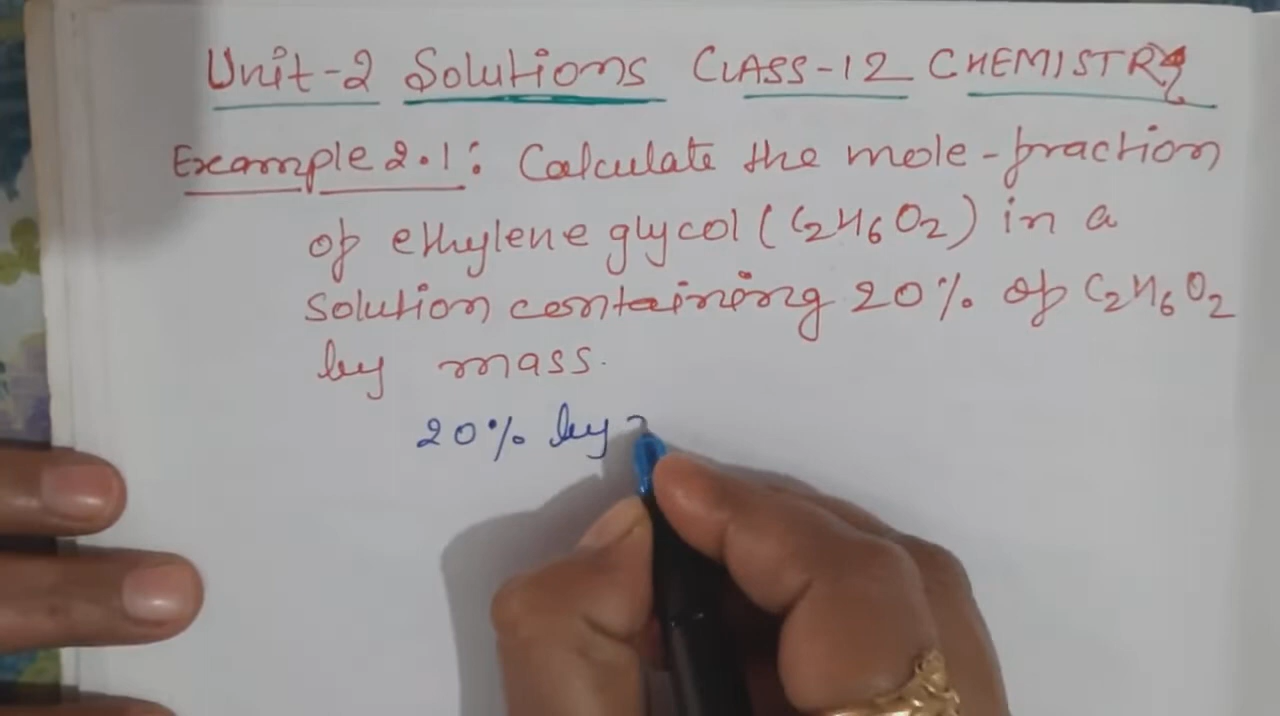 Unit-2 Solutions CLASS-12 CHEMISTRY
Example 2.1: Calculate the mole-fraction
of ethylene glycol (C2H6O2) in a
solution containing 20% of C2H6O2
by mass.
20% by